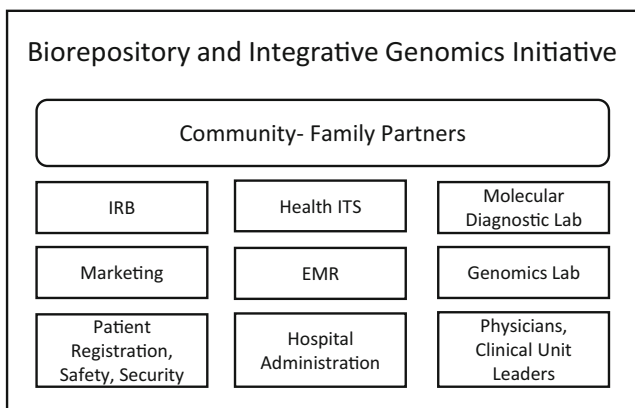 Biorepository and Integrative Genomics Initiative
Community- Family Partners
IRB
Health ITS
Molecular
Diagnostic Lab
Marketing
EMR
Genomics Lab
Patient
Registration,
Safety, Security
Hospital
Administration
Physicians,
Clinical Unit
Leaders